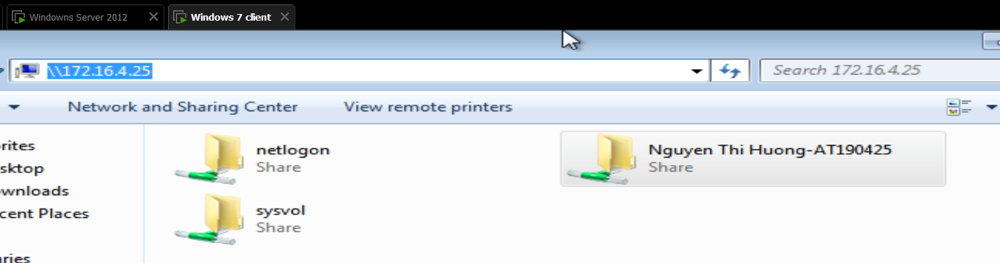 Windowns Server 2012
Windows 7 client
\\172.16.4.25
Search 172.16.4.25
Network and Sharing Center
View remote printers
netlogon
Share
Nguyen Thi Huong-AT190425
Share
sysvol
Share
rites
sktop
wnloads
cent Places
aries